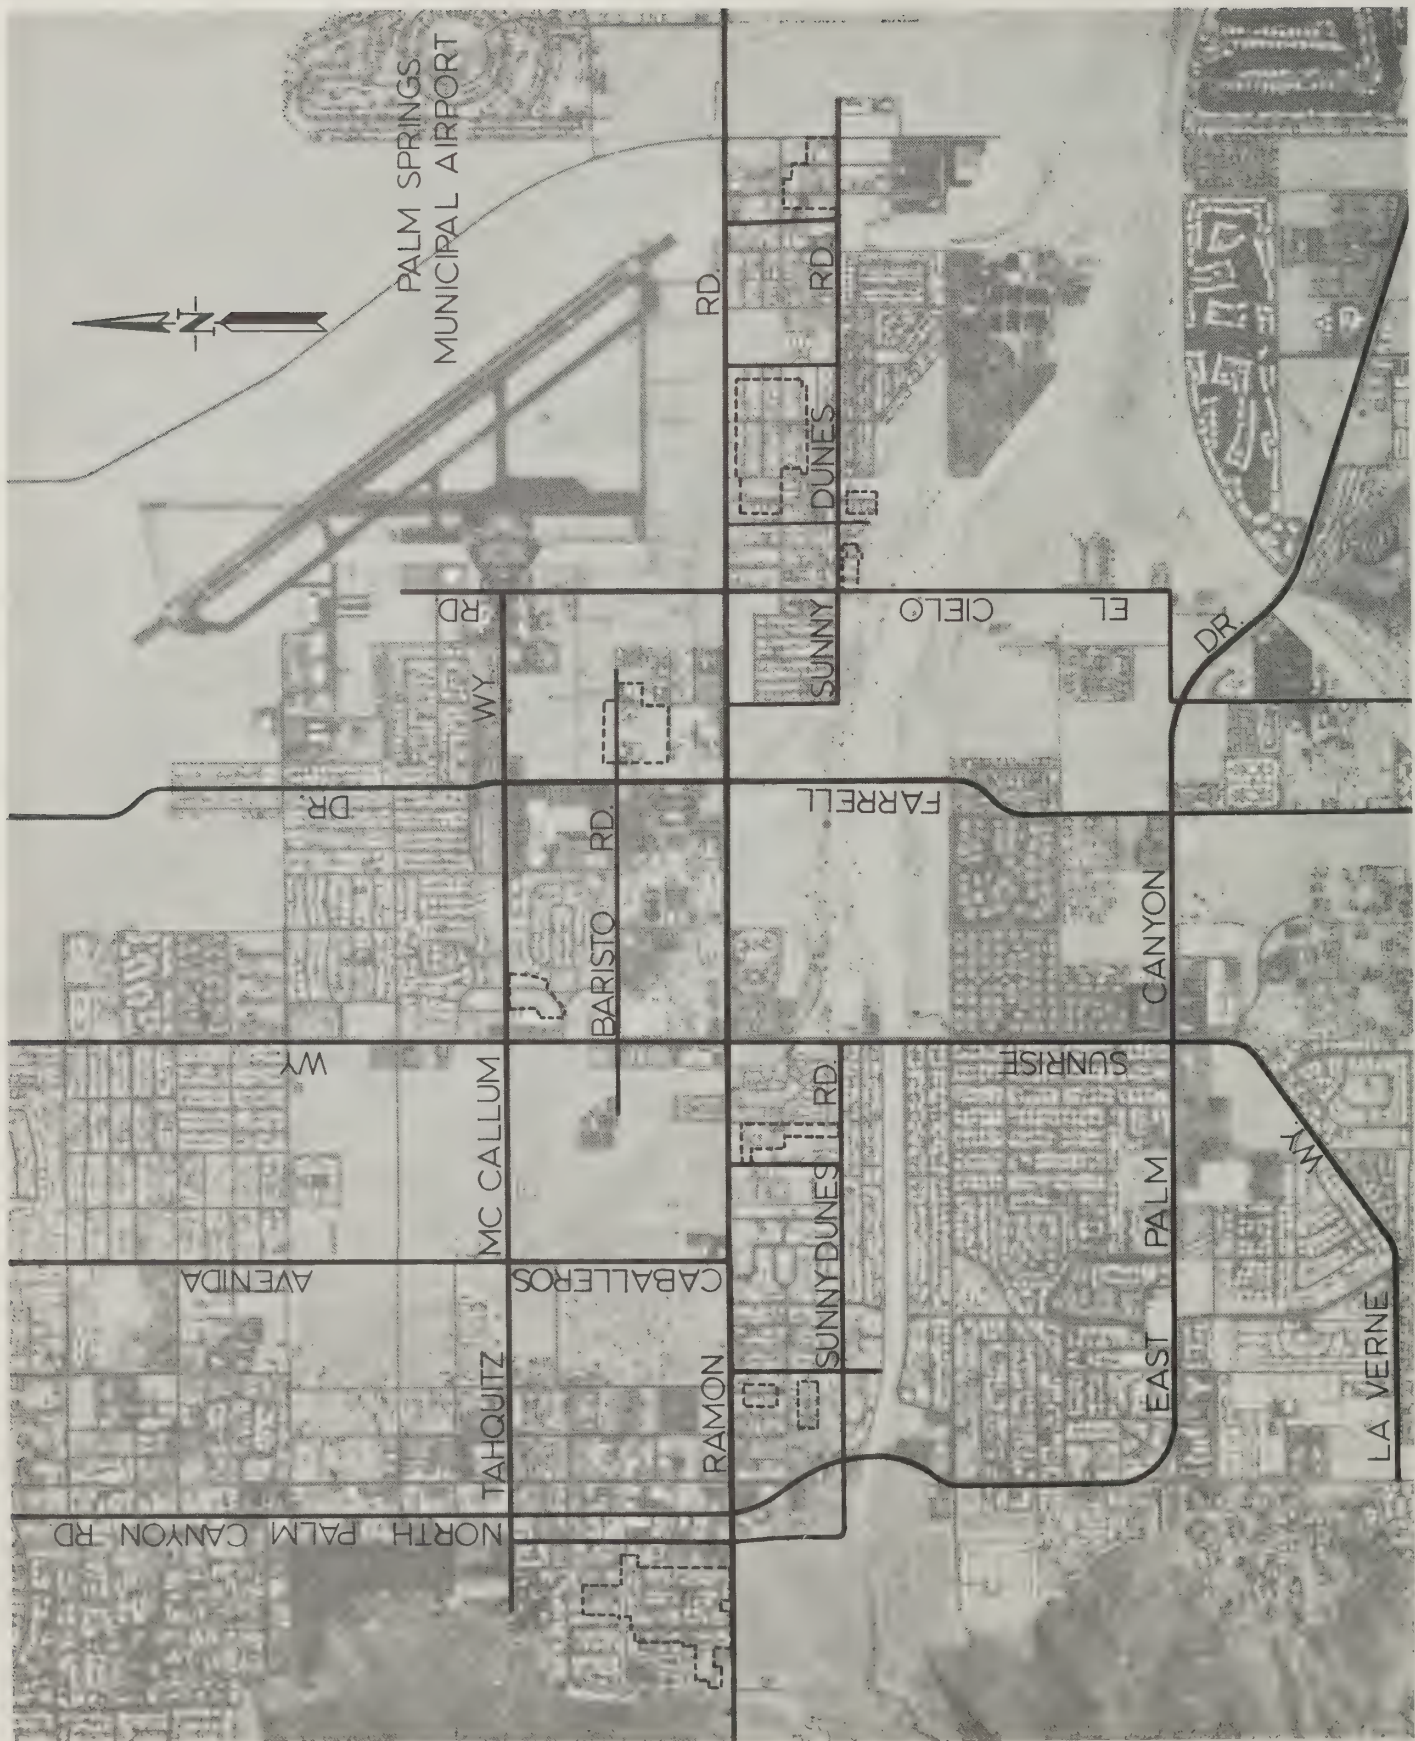 N
PALM SPRINGS
MUNICIPAL AIRPORT
NORTH PALM CANYON RD
AVENIDA CABALLEROS
SUNRISE WY
FARRELL DR.
EL CIELO RD
TAHQUITZ MC CALLUM WY.
BARISTO RD.
RAMON RD.
SUNNY DUNES RD.
SUNNY DUNES RD.
EAST PALM CANYON DR.
LA VERNE WY.